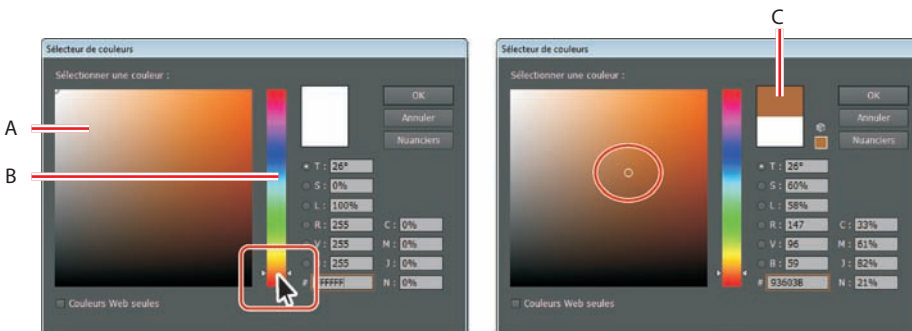 C
Sélecteur de couleurs
Sélectionner une couleur :
A
B
OK
Annuler
Nuanciers
T : 26°
S : 0%
L : 100%
R : 255
C : 0%
V : 255
M : 0%
: 255
J : 0%
# FFFFFF
N : 0%
Couleurs Web seules
Sélecteur de couleurs
Sélectionner une couleur :
OK
Annuler
Nuanciers
T : 26°
S : 60%
L : 58%
R : 147
C : 33%
V : 96
M : 61%
B : 59
J : 82%
# 93603B
N : 21%
Couleurs Web seules